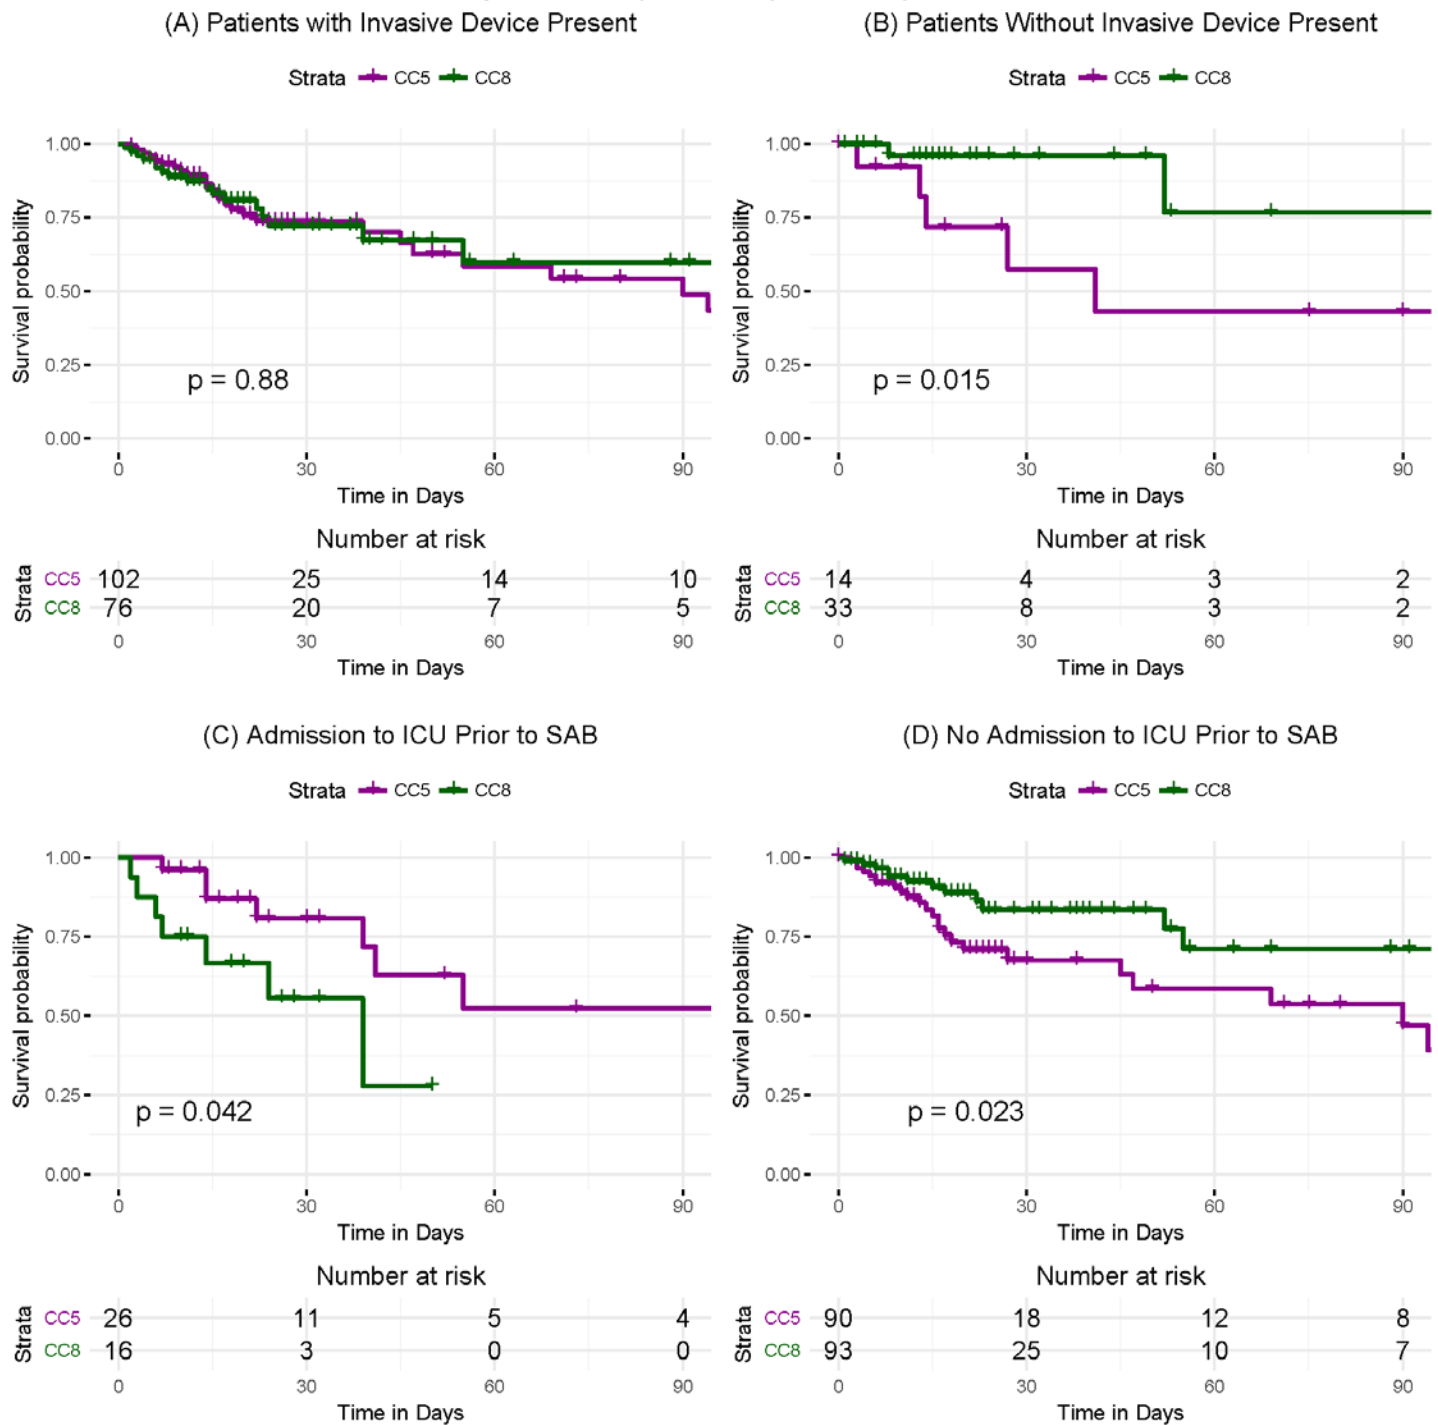 (A) Patients with Invasive Device Present
Strata CC5 CC8
1.00
0.75
0.50
0.25
0.00
Survival probability
p = 0.88
0 30 60 90
Time in Days
Number at risk
Strata
CC5 102 25 14 10
CC8 76 20 7 5
0 30 60 90
Time in Days
(B) Patients Without Invasive Device Present
Strata CC5 CC8
1.00
0.75
0.50
0.25
0.00
Survival probability
p = 0.015
0 30 60 90
Time in Days
Number at risk
Strata
CC5 14 4 3 2
CC8 33 8 3 2
0 30 60 90
Time in Days
(C) Admission to ICU Prior to SAB
Strata CC5 CC8
1.00
0.75
0.50
0.25
0.00
Survival probability
p = 0.042
0 30 60 90
Time in Days
Number at risk
Strata
CC5 26 11 5 4
CC8 16 3 0 0
0 30 60 90
Time in Days
(D) No Admission to ICU Prior to SAB
Strata CC5 CC8
1.00
0.75
0.50
0.25
0.00
Survival probability
p = 0.023
0 30 60 90
Time in Days
Number at risk
Strata
CC5 90 18 12 8
CC8 93 25 10 7
0 30 60 90
Time in Days